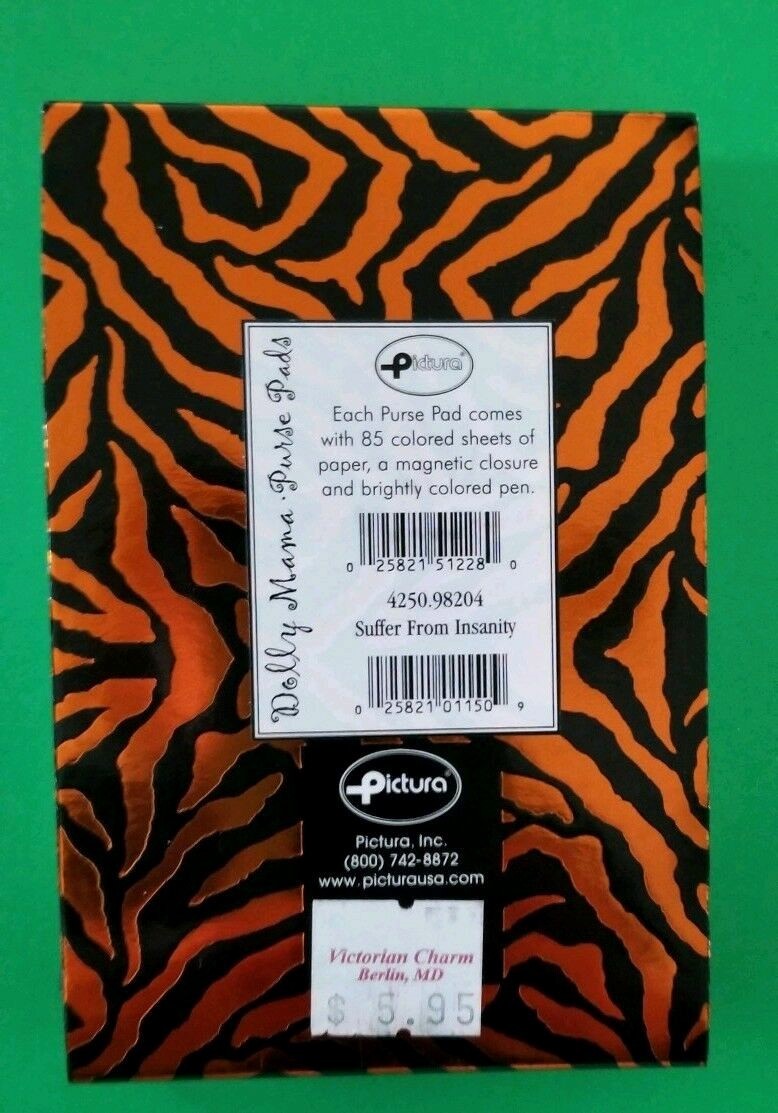 Dolly Mama · Purse Pads
Pictura®
Each Purse Pad comes
with 85 colored sheets of
paper, a magnetic closure
and brightly colored pen.
0 25821 51228 0
4250.98204
Suffer From Insanity
0 25821 01150 9
Pictura®
Pictura, Inc.
(800) 742-8872
www.picturausa.com
Victorian Charm
Berlin, MD
$ 5.95